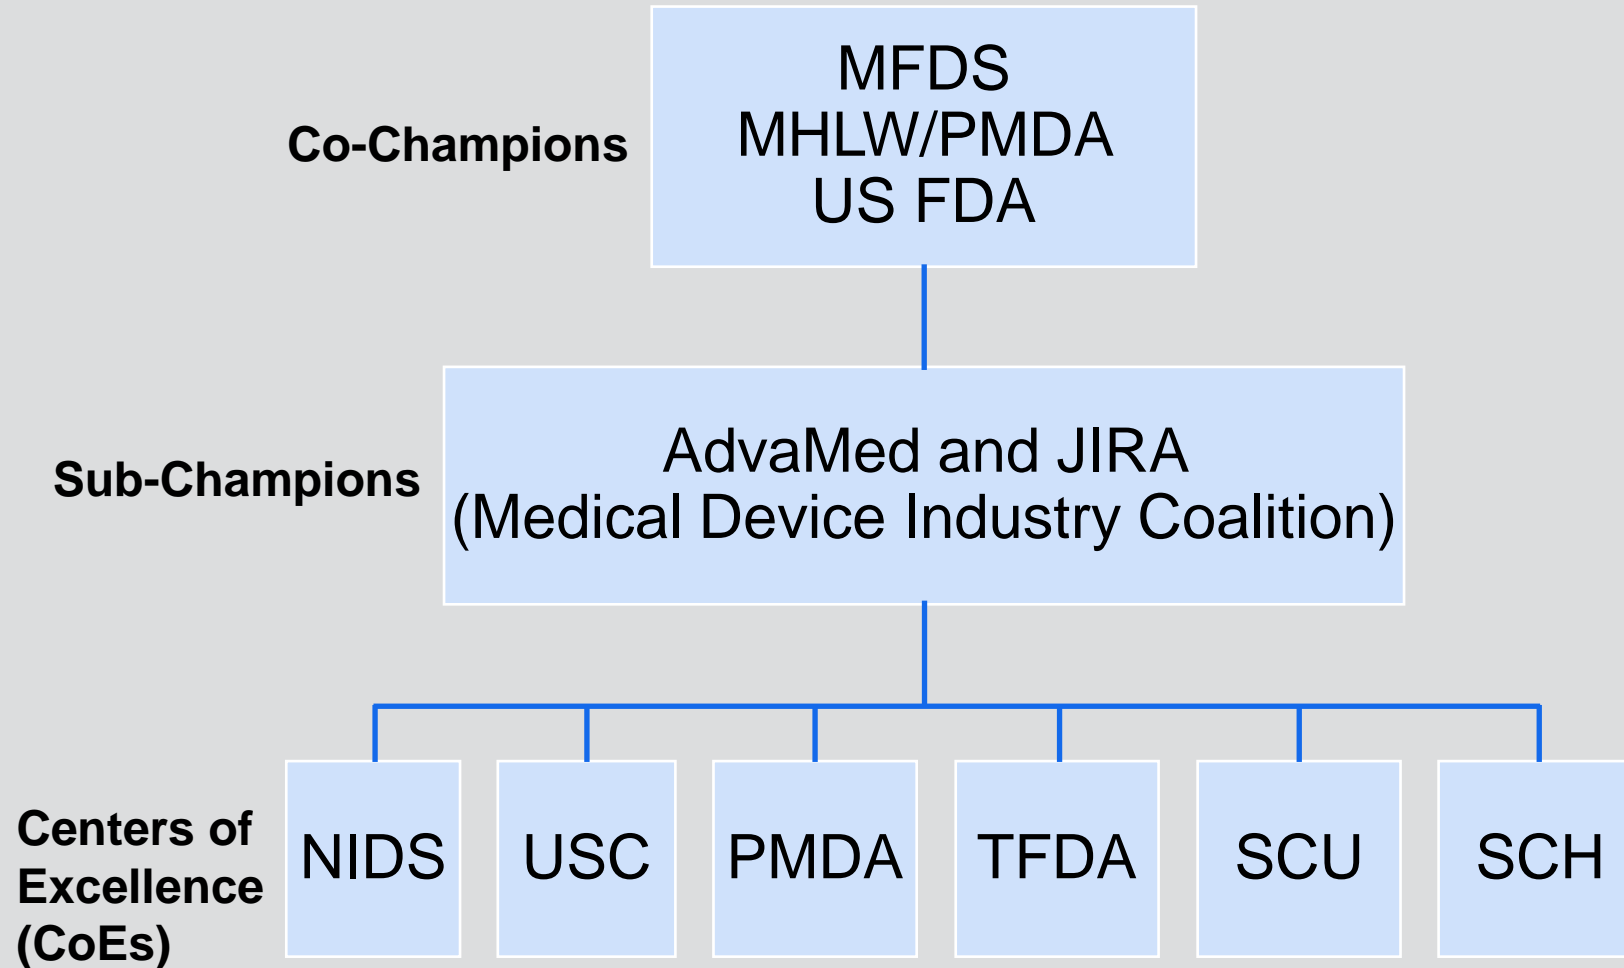 Co-Champions
MFDS
MHLW/PMDA
US FDA
Sub-Champions
AdvaMed and JIRA
(Medical Device Industry Coalition)
Centers of
Excellence
(CoEs)
NIDS
USC
PMDA
TFDA
SCU
SCH